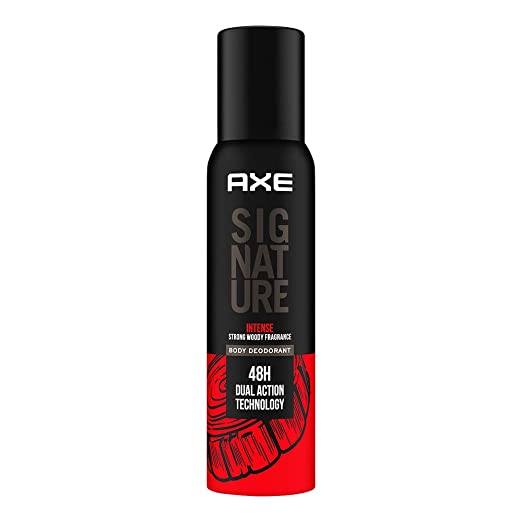 AXE
SIG
NAT
URE
INTENSE
STRONG WOODY FRAGRANCE
BODY DEODORANT
48H
DUAL ACTION
TECHNOLOGY